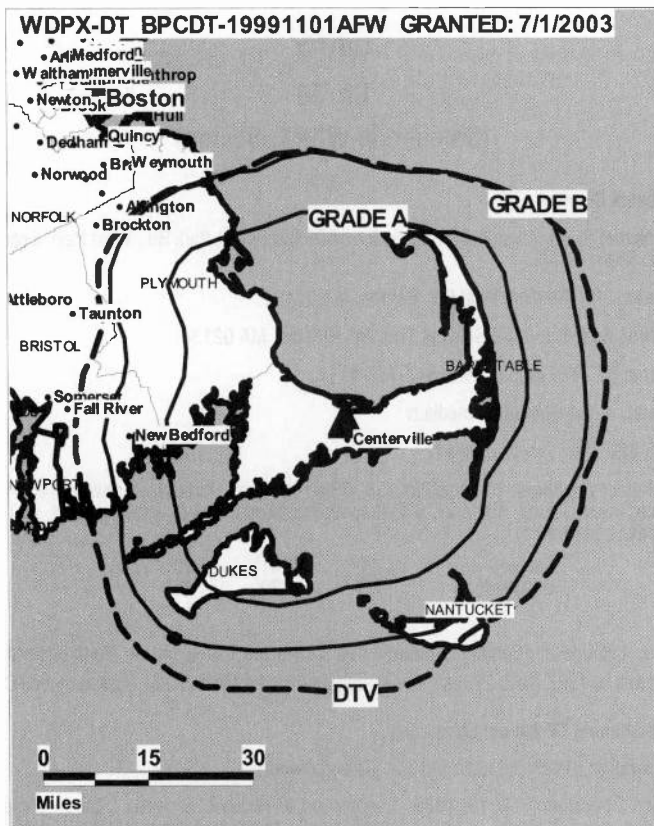 WDPX-DT BPCDT-19991101AFW GRANTED: 7/1/2003
Medford
Waltham
Newton
Boston
Hull
Quincy
Dedham
Weymouth
Norwood
NORFOLK
GRADE A
GRADE B
Brockton
PLYMOUTH
Attleboro
Taunton
BRISTOL
Somerset
Fall River
New Bedford
Centerville
NEWPORT
DUKES
NANTUCKET
DTV
0 15 30
Miles